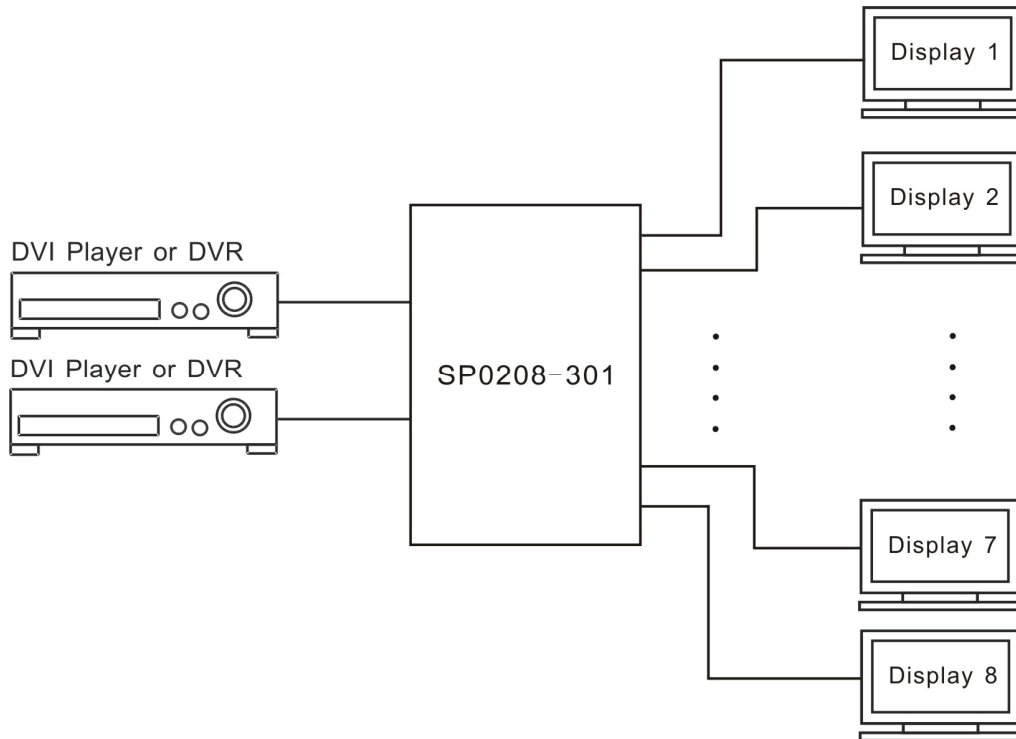 DVI Player or DVR
DVI Player or DVR
SP0208-301
Display 1
Display 2
Display 7
Display 8